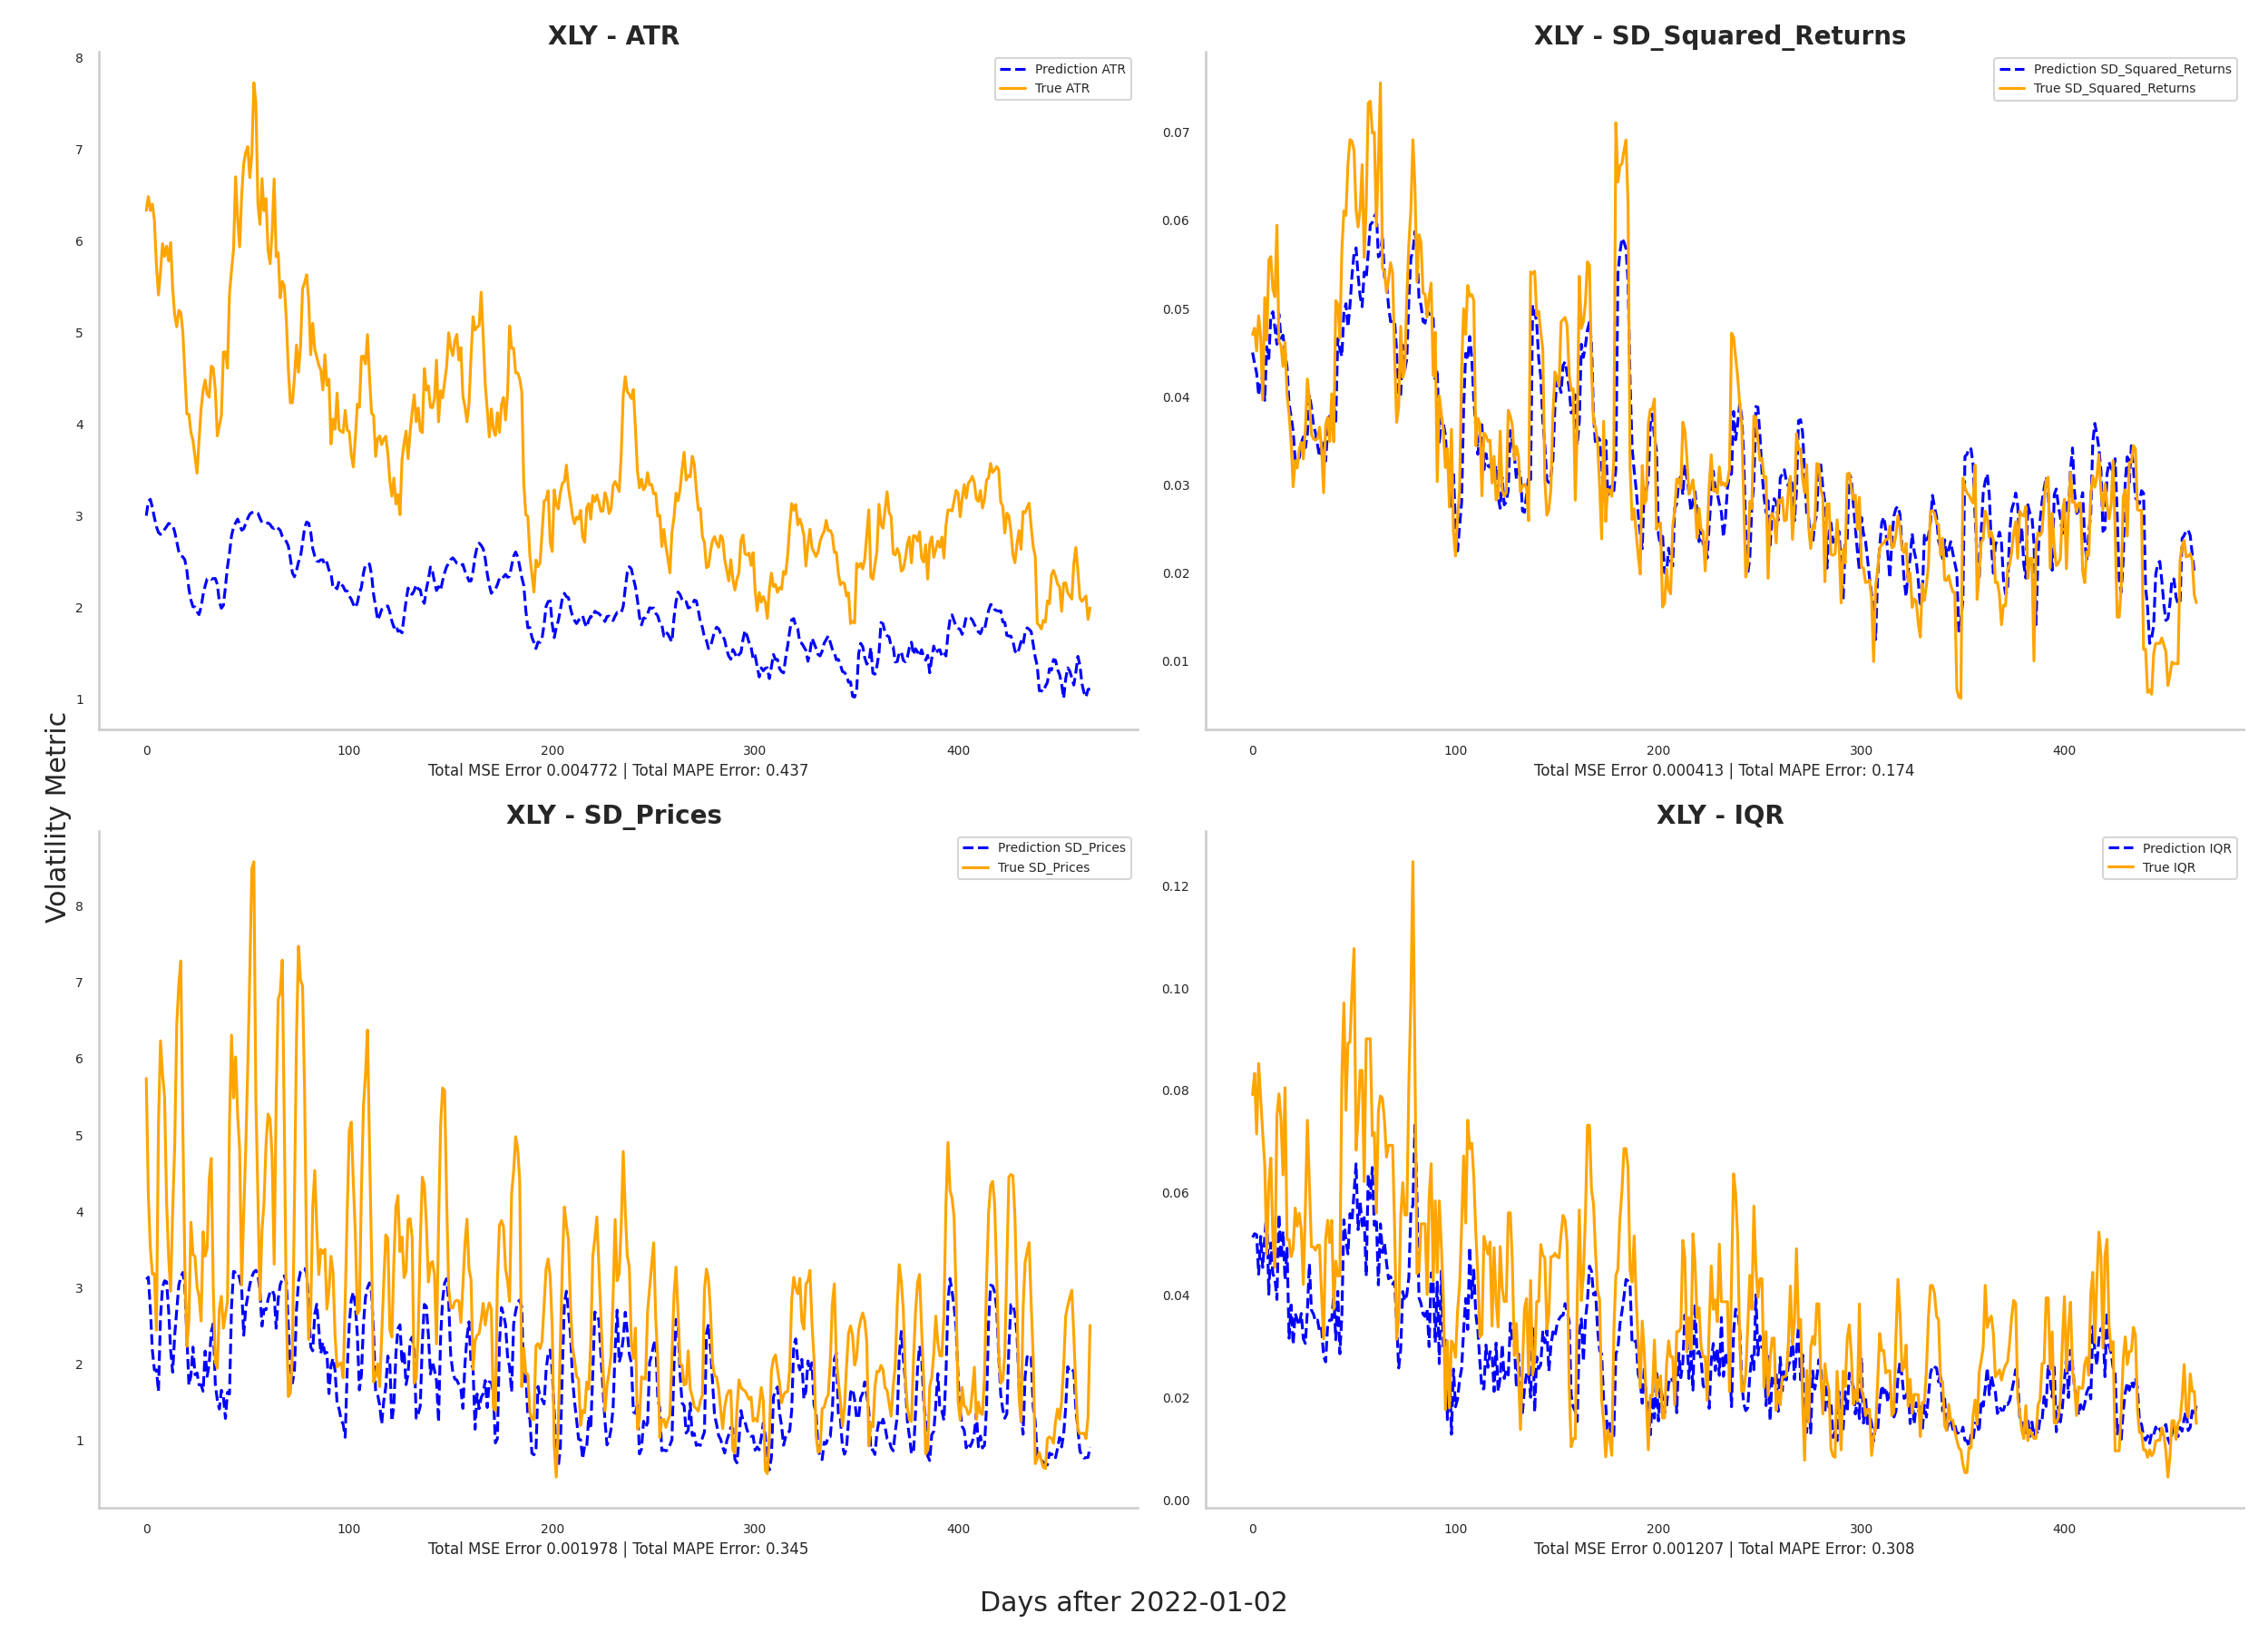 XLY - ATR
Prediction ATR
True ATR
8
7
6
5
4
3
2
1
0 100 200 300 400
Total MSE Error 0.004772 | Total MAPE Error: 0.437
XLY - SD_Squared_Returns
Prediction SD_Squared_Returns
True SD_Squared_Returns
0.07
0.06
0.05
0.04
0.03
0.02
0.01
0 100 200 300 400
Total MSE Error 0.000413 | Total MAPE Error: 0.174
Volatility Metric
XLY - SD_Prices
Prediction SD_Prices
True SD_Prices
8
7
6
5
4
3
2
1
0 100 200 300 400
Total MSE Error 0.001978 | Total MAPE Error: 0.345
XLY - IQR
Prediction IQR
True IQR
0.12
0.10
0.08
0.06
0.04
0.02
0.00
0 100 200 300 400
Total MSE Error 0.001207 | Total MAPE Error: 0.308
Days after 2022-01-02